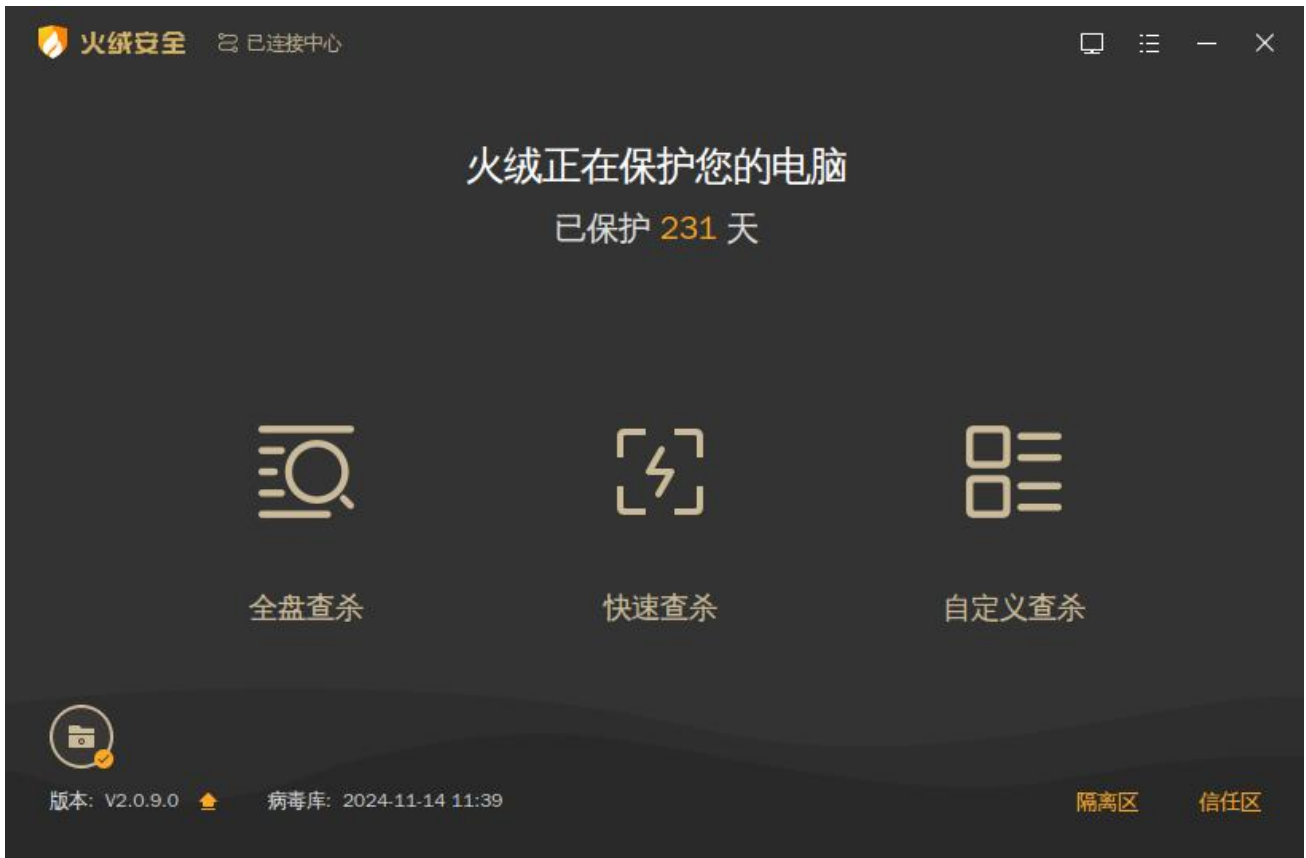 火绒安全 已连接中心
火绒正在保护您的电脑
已保护 231 天
全盘查杀 快速查杀 自定义查杀
版本: V2.0.9.0 病毒库: 2024-11-14 11:39 隔离区 信任区